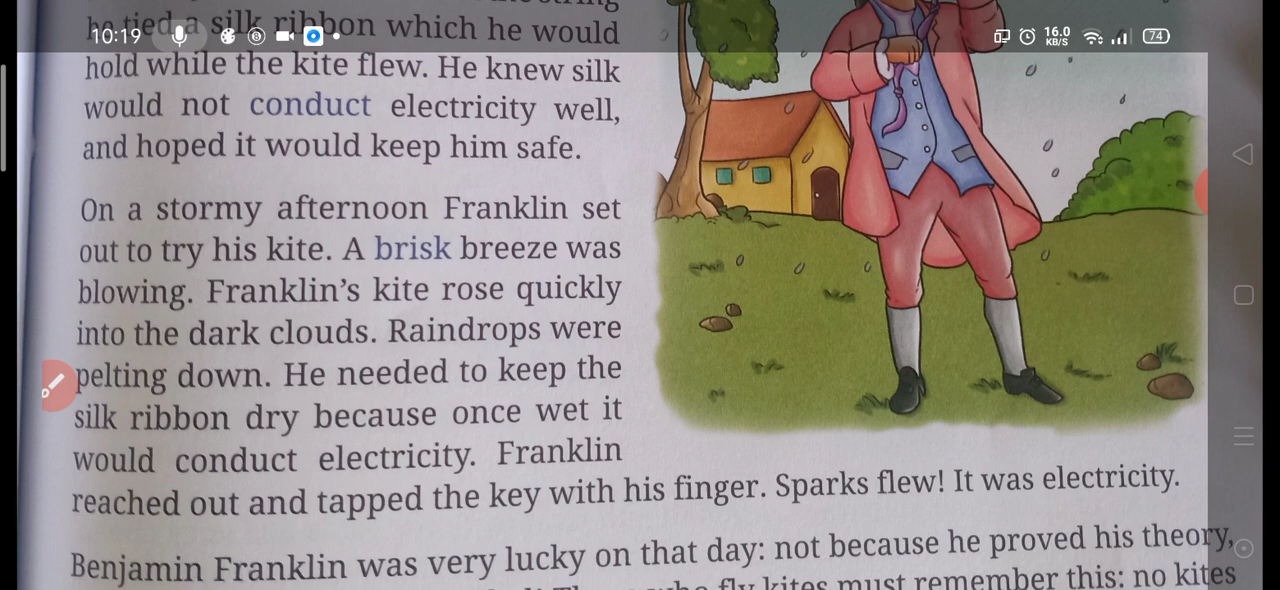 he tied a silk ribbon which he would
10:19
16.0
KB/S
74
hold while the kite flew. He knew silk
would not conduct electricity well,
and hoped it would keep him safe.
On a stormy afternoon Franklin set
out to try his kite. A brisk breeze was
blowing. Franklin’s kite rose quickly
into the dark clouds. Raindrops were
pelting down. He needed to keep the
silk ribbon dry because once wet it
would conduct electricity. Franklin
reached out and tapped the key with his finger. Sparks flew! It was electricity.
Benjamin Franklin was very lucky on that day: not because he proved his theory,
fly kites must remember this: no kites